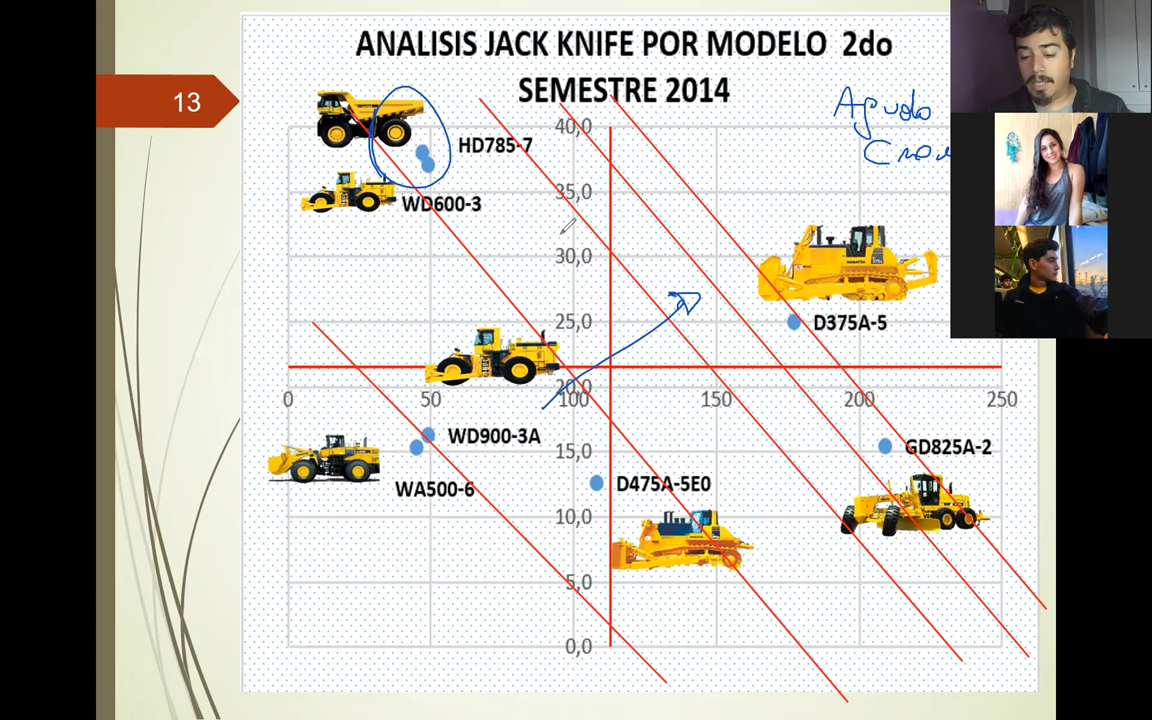 ANALISIS JACK KNIFE POR MODELO 2do
SEMESTRE 2014
13
Agudo
40,0
HD785-7
35,0
WD600-3
30,0
25,0
D375A-5
20,0
0
50
100
150
200
250
WD900-3A
15,0
GD825A-2
WA500-6
D475A-5E0
10,0
5,0
0,0